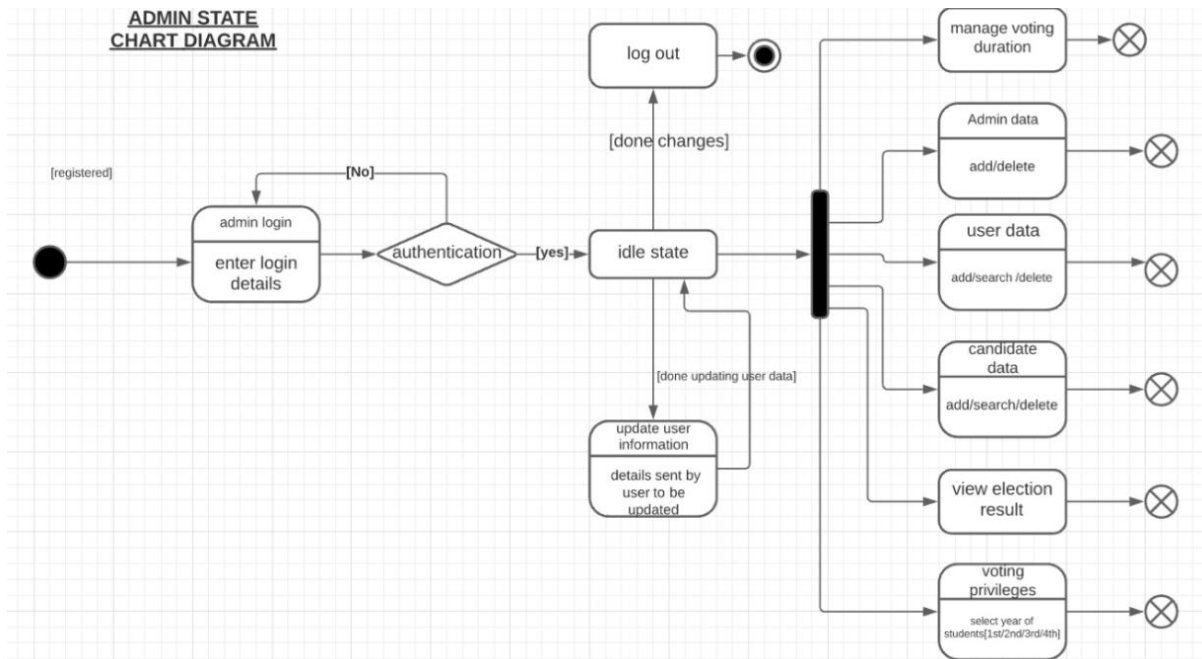 ADMIN STATE
CHART DIAGRAM
log out
manage voting
duration
[done changes]
Admin data
add/delete
[registered]
[No]
admin login
enter login
details
authentication
[yes]
idle state
user data
add/search /delete
[done updating user data]
update user
information
details sent by
user to be
updated
candidate
data
add/search/delete
view election
result
voting
privileges
select year of
students[1st/2nd/3rd/4th]